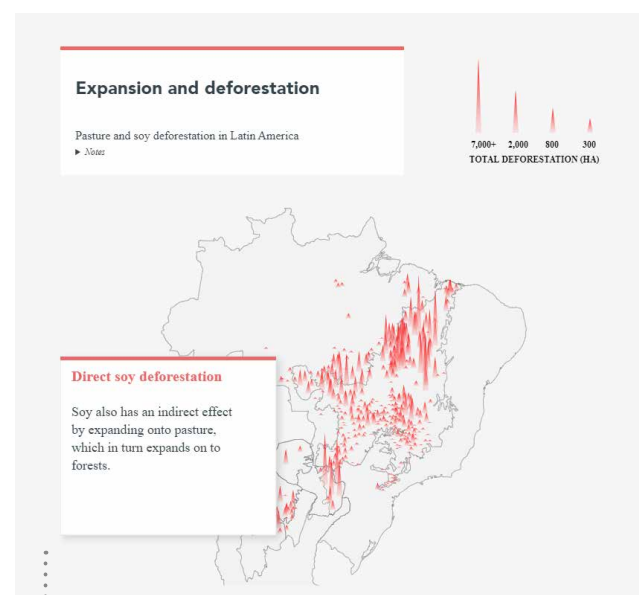 Expansion and deforestation
Pasture and soy deforestation in Latin America
▶ Notes
7,000+ 2,000 800 300
TOTAL DEFORESTATION (HA)
Direct soy deforestation
Soy also has an indirect effect
by expanding onto pasture,
which in turn expands on to
forests.